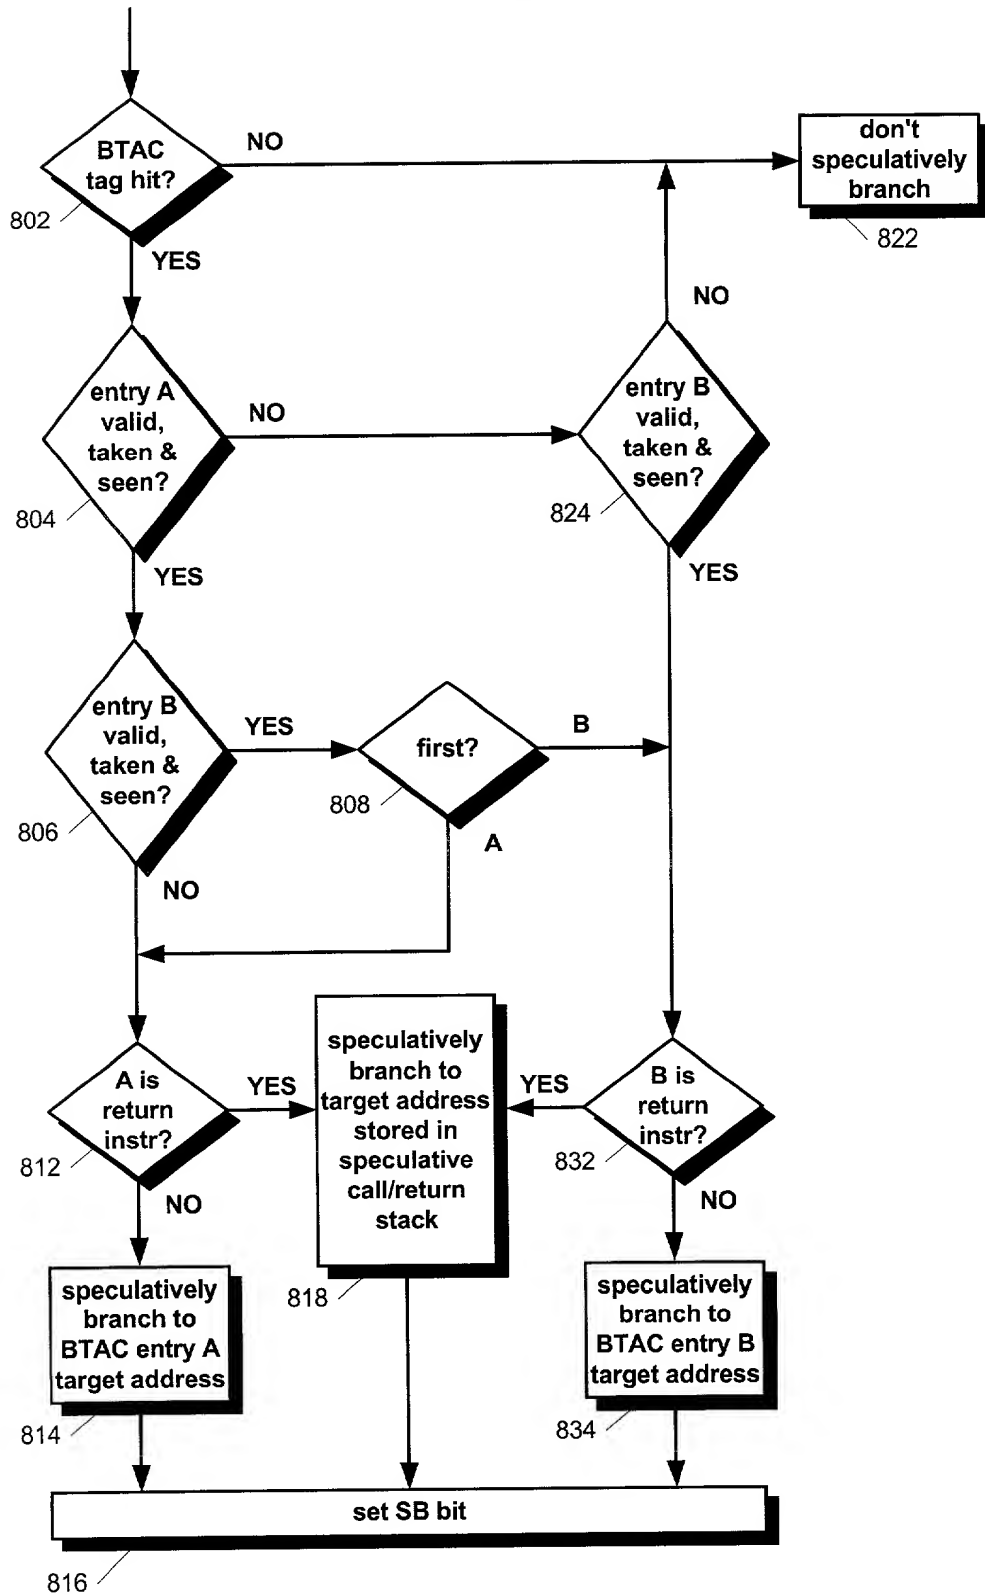 BTAC
tag hit?
NO
802
YES
don't
speculatively
branch
822
entry A
valid,
taken &
seen?
NO
804
YES
NO
entry B
valid,
taken &
seen?
824
YES
entry B
valid,
taken &
seen?
YES
806
NO
first?
B
808
A
A is
return
instr?
YES
812
NO
speculatively
branch to
target address
stored in
speculative
call/return
stack
818
YES
B is
return
instr?
832
NO
speculatively
branch to
BTAC entry A
target address
814
speculatively
branch to
BTAC entry B
target address
834
set SB bit
816